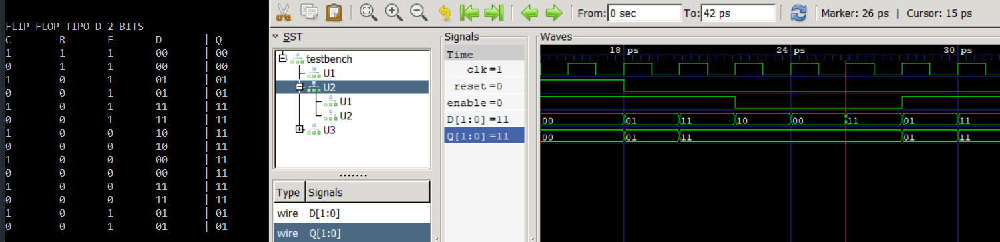 FLIP FLOP TIPO D 2 BITS
C R E D | Q
1 1 1 00 | 00
0 1 1 00 | 00
1 0 1 01 | 01
0 0 1 01 | 01
1 0 1 11 | 11
0 0 1 11 | 11
1 0 0 10 | 11
0 0 0 10 | 11
1 0 0 00 | 11
0 0 0 00 | 11
1 0 0 11 | 11
0 0 0 11 | 11
1 0 1 01 | 01
0 0 1 01 | 01
From: 0 sec To: 42 ps Marker: 26 ps | Cursor: 15 ps
SST
testbench
U1
U2
U1
U2
U3
Type Signals
wire D[1:0]
wire Q[1:0]
Signals
Time
clk =1
reset =0
enable =0
D[1:0] =11
Q[1:0] =11
Waves
18 ps 24 ps 30 ps
00 01 11 10 00 11 01 11
00 01 11 01 11